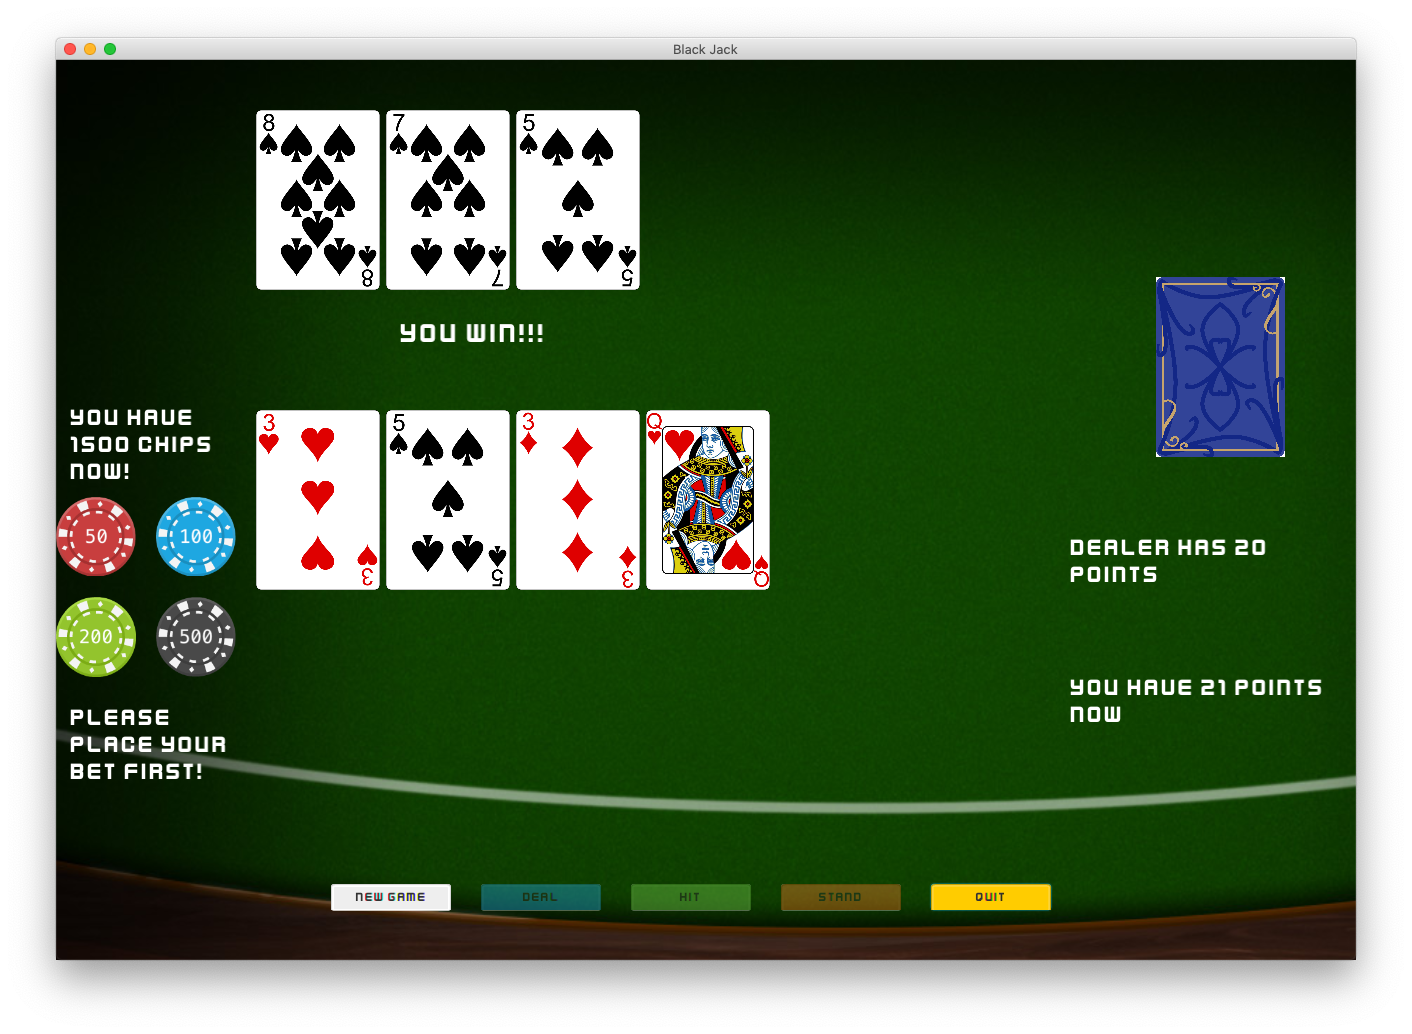 Black Jack
8
7
5
8
7
5
YOU WIN!!!
YOU HAVE
1500 CHIPS
NOW!
3
5
3
Q
3
5
3
Q
50
100
200
500
DEALER HAS 20
POINTS
YOU HAVE 21 POINTS
NOW
PLEASE
PLACE YOUR
BET FIRST!
NEW GAME
DEAL
HIT
STAND
QUIT